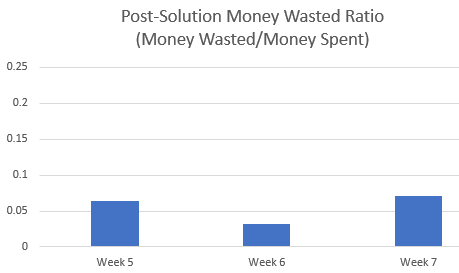 Post-Solution Money Wasted Ratio
(Money Wasted/Money Spent)
0.25
0.2
0.15
0.1
0.05
0
Week 5 Week 6 Week 7